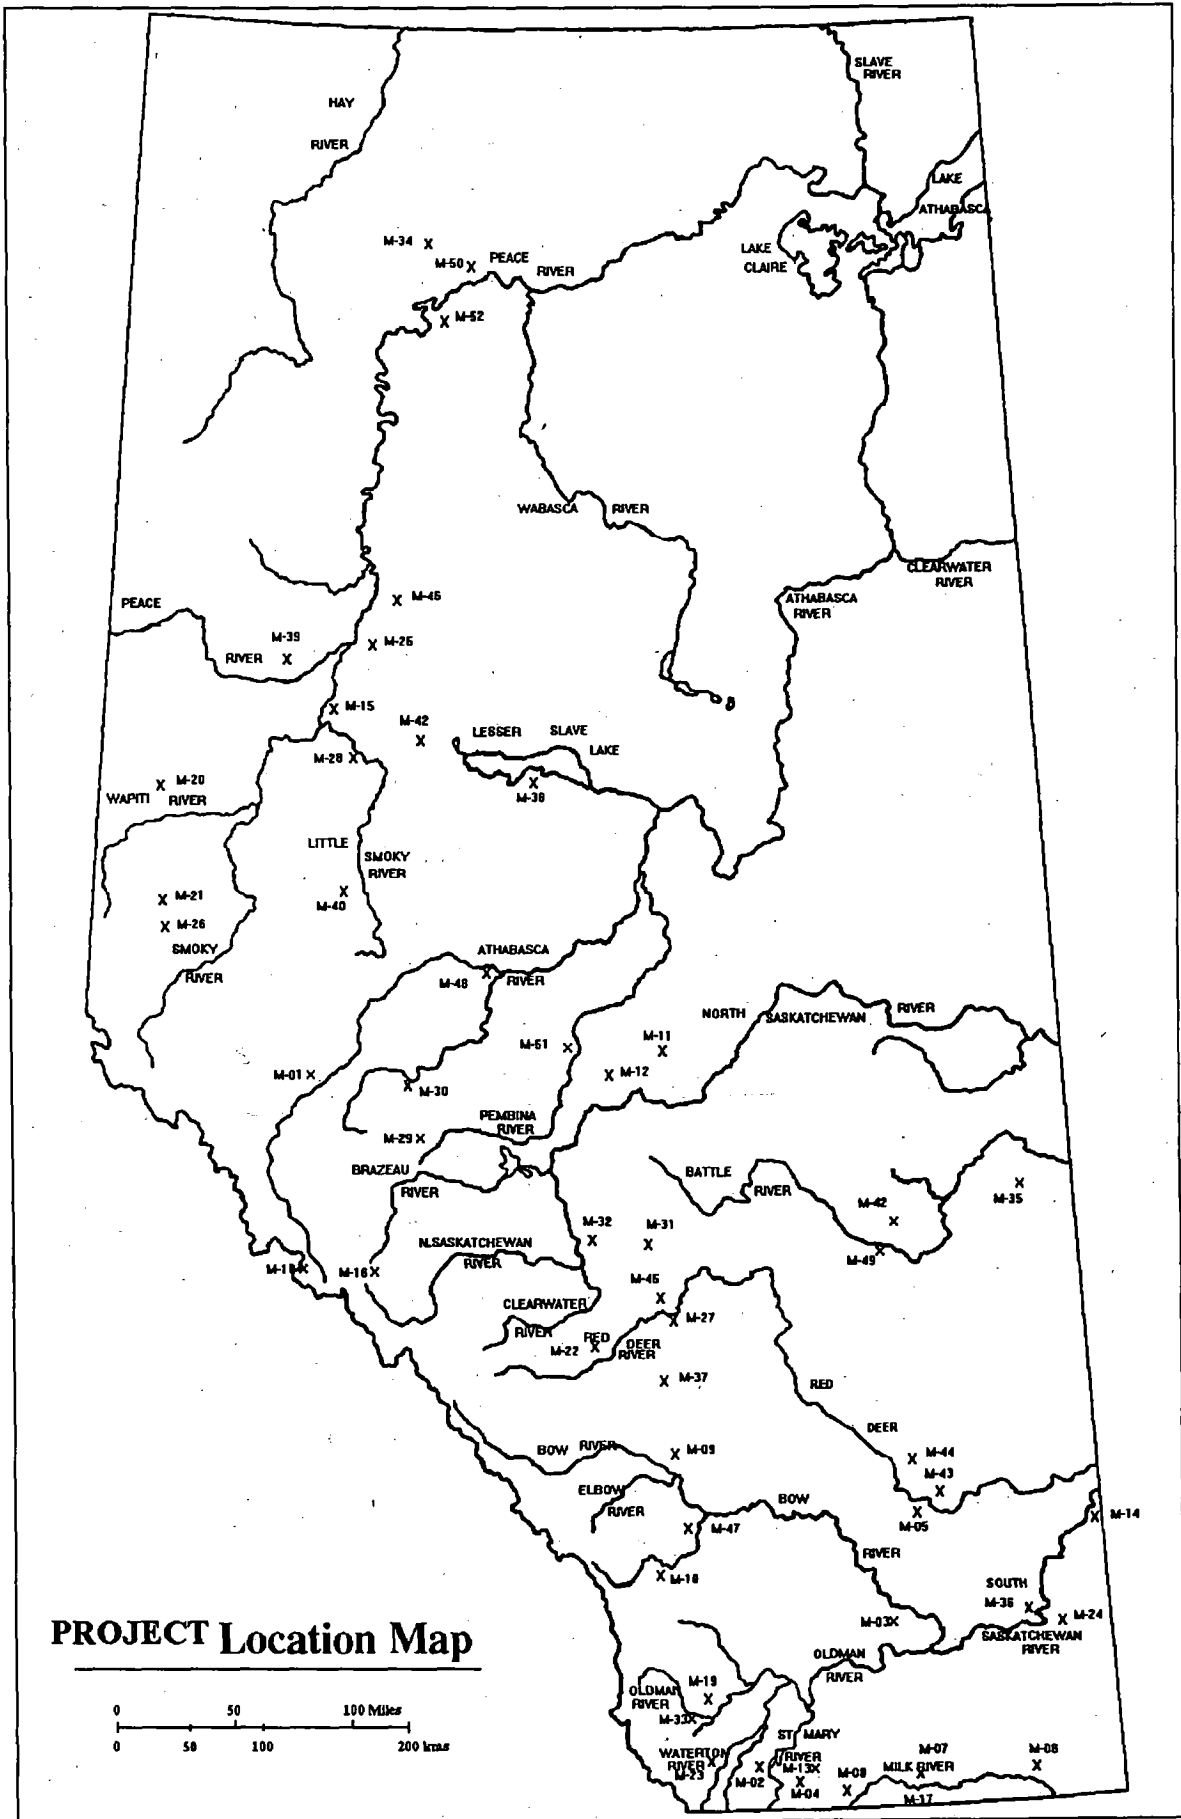 SLAVE
RIVER
HAY
RIVER
LAKE
ATHABASCA
M-34
LAKE
CLAIRE
M-50
PEACE
RIVER
M-52
WABASCA
RIVER
CLEARWATER
RIVER
PEACE
M-45
ATHABASCA
RIVER
M-39
RIVER
M-25
M-15
M-42
LESSER
SLAVE
LAKE
M-28
M-20
WAPITI
RIVER
M-38
LITTLE
SMOKY
RIVER
M-21
M-40
M-26
SMOKY
RIVER
ATHABASCA
RIVER
M-48
NORTH
SASKATCHEWAN
RIVER
M-51
M-11
M-01
M-12
M-30
PEMBINA
RIVER
M-29
BRAZEAU
RIVER
BATTLE
RIVER
M-35
M-42
M-32
M-31
N.SASKATCHEWAN
RIVER
M-49
M-16
M-45
CLEARWATER
RIVER
M-27
RED
DEER
RIVER
M-22
M-37
RED
DEER
BOW
RIVER
M-09
M-44
M-43
ELBOW
RIVER
BOW
M-05
M-14
M-47
RIVER
M-18
SOUTH
M-36
M-24
M-03
SASKATCHEWAN
RIVER
PROJECT Location Map
OLDMAN
RIVER
M-19
OLDMAN
RIVER
M-33
0 50 100 Miles
0 50 100 200 kms
ST MARY
RIVER
WATERTON
RIVER
M-23
M-02
M-13
M-04
M-07
M-08
MILK RIVER
M-17